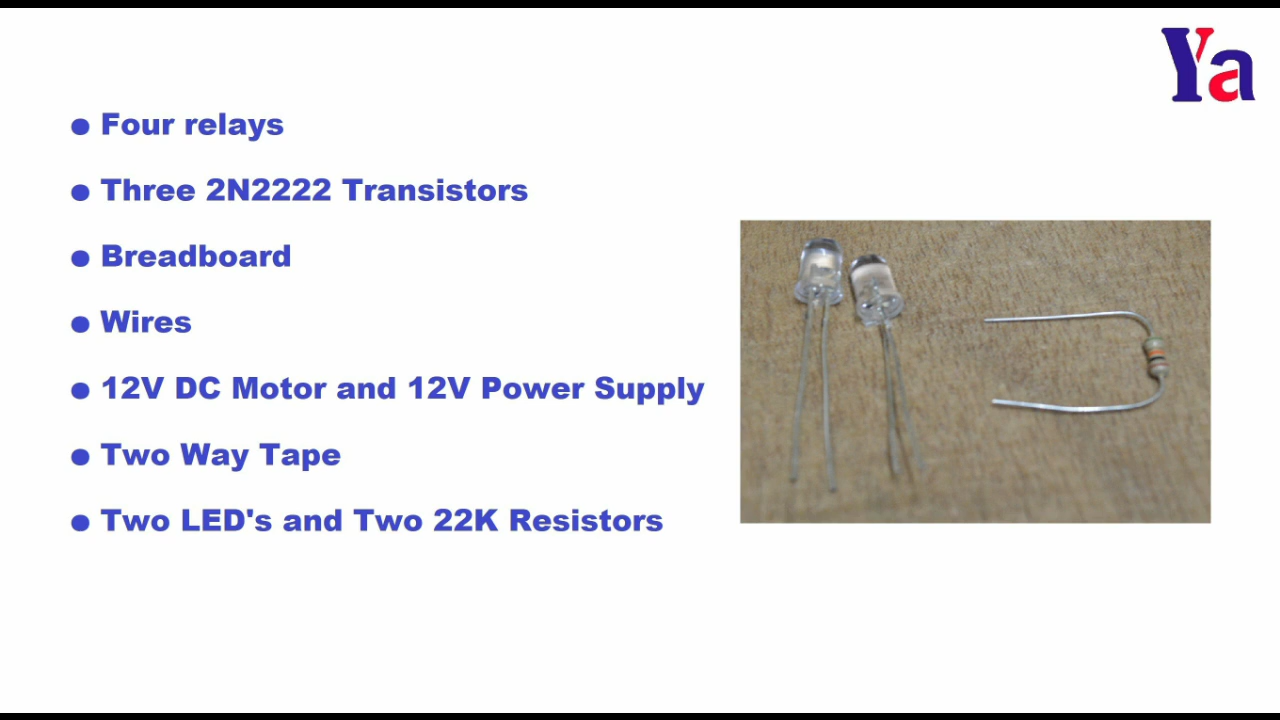 Ya
● Four relays
● Three 2N2222 Transistors
● Breadboard
● Wires
● 12V DC Motor and 12V Power Supply
● Two Way Tape
● Two LED's and Two 22K Resistors